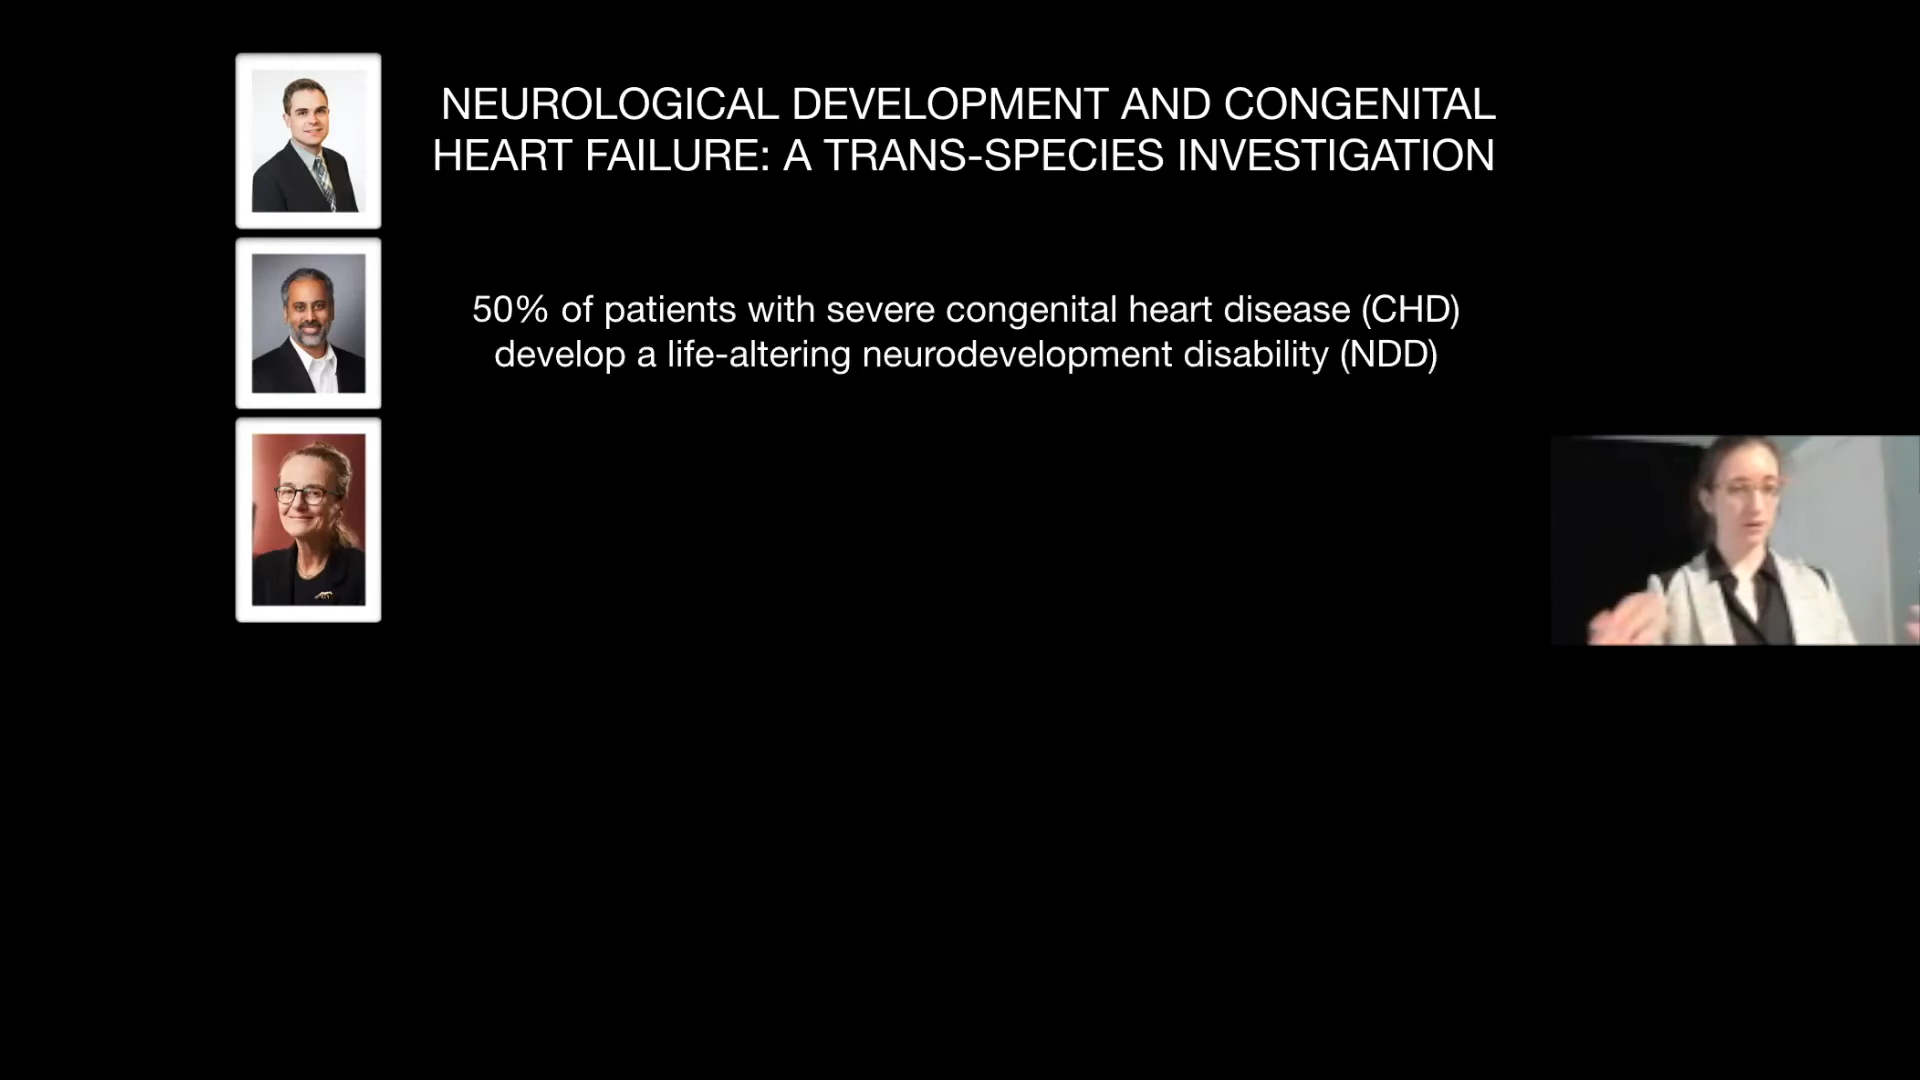 NEUROLOGICAL DEVELOPMENT AND CONGENITAL
HEART FAILURE: A TRANS-SPECIES INVESTIGATION
50% of patients with severe congenital heart disease (CHD)
develop a life-altering neurodevelopment disability (NDD)